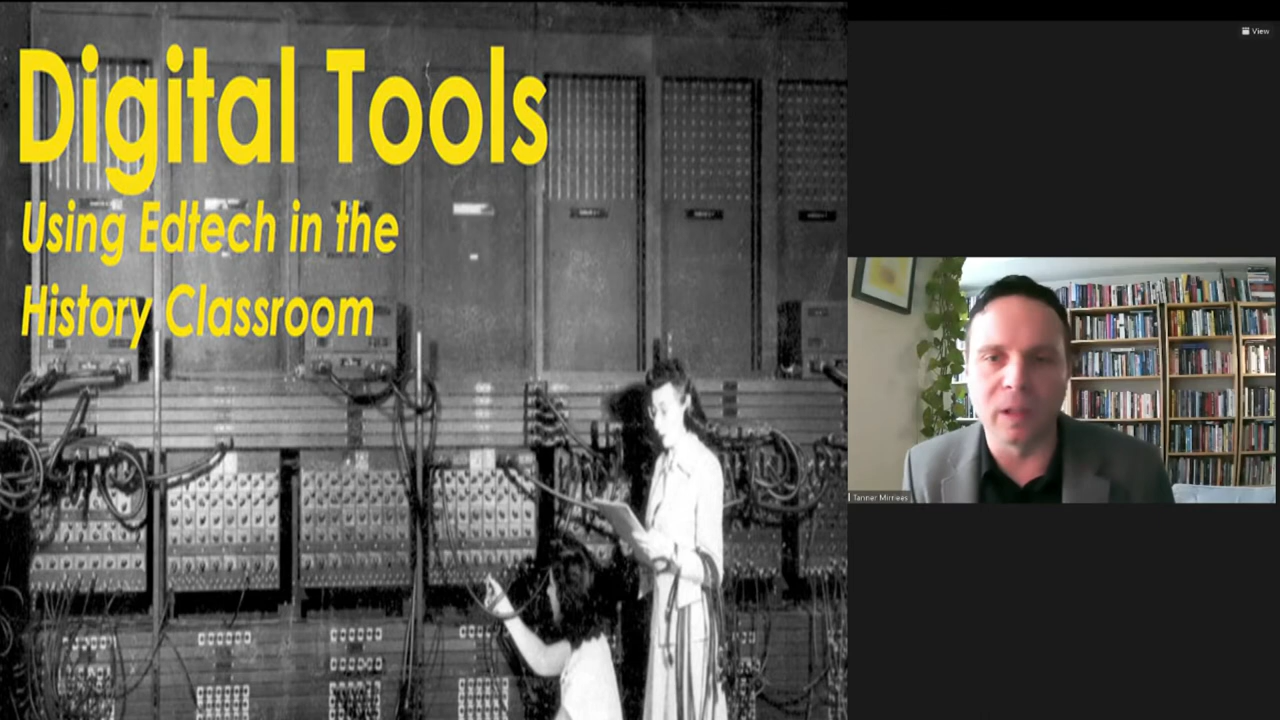 Digital Tools
Using Edtech in the
History Classroom
View
Tanner Mirrlees